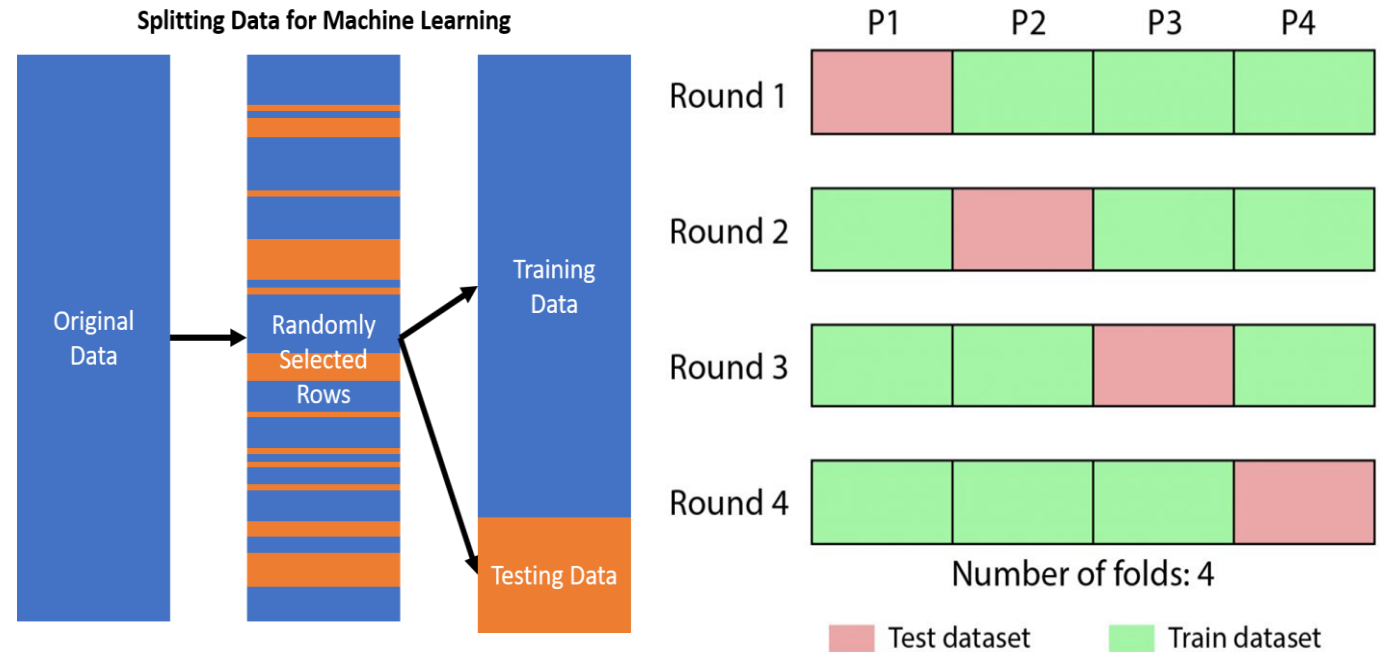 Splitting Data for Machine Learning
Original
Data
Randomly
Selected
Rows
Training
Data
Testing Data
P1 P2 P3 P4
Round 1
Round 2
Round 3
Round 4
Number of folds: 4
Test dataset Train dataset